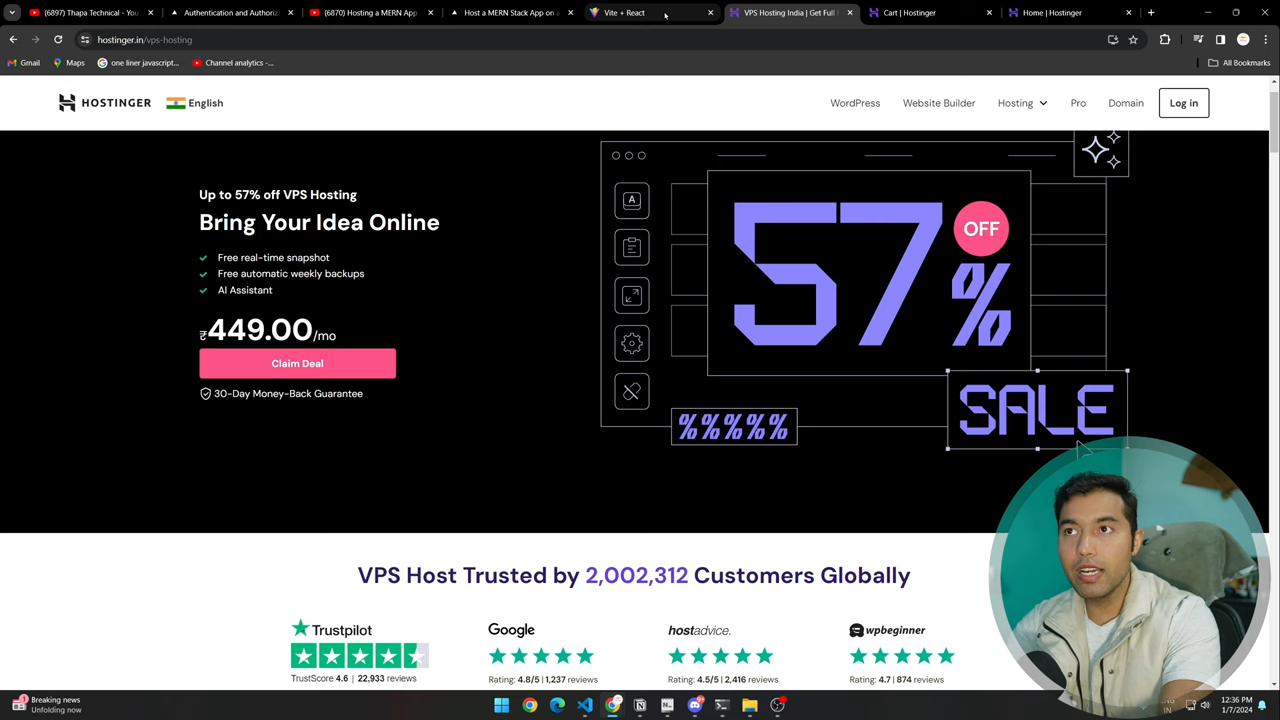 (6897) Thapa Technical - You
Authentication and Authoriz
(6870) Hosting a MERN App
Host a MERN Stack App on a
Vite + React
VPS Hosting India | Get Full
Cart | Hostinger
Home | Hostinger
hostinger.in/vps-hosting
Gmail
Maps
one liner javascript...
Channel analytics -...
All Bookmarks
HOSTINGER
English
WordPress
Website Builder
Hosting
Pro
Domain
Log in
Up to 57% off VPS Hosting
Bring Your Idea Online
Free real-time snapshot
Free automatic weekly backups
AI Assistant
₹449.00/mo
Claim Deal
30-Day Money-Back Guarantee
A
57%
OFF
%%%%%
SALE
VPS Host Trusted by 2,002,312 Customers Globally
Trustpilot
TrustScore 4.6 | 22,933 reviews
Google
Rating: 4.8/5 | 1,237 reviews
hostadvice.
Rating: 4.5/5 | 2,416 reviews
wpbeginner
Rating: 4.7 | 874 reviews
Breaking news
Unfolding now
ENG
IN
12:36 PM
1/7/2024